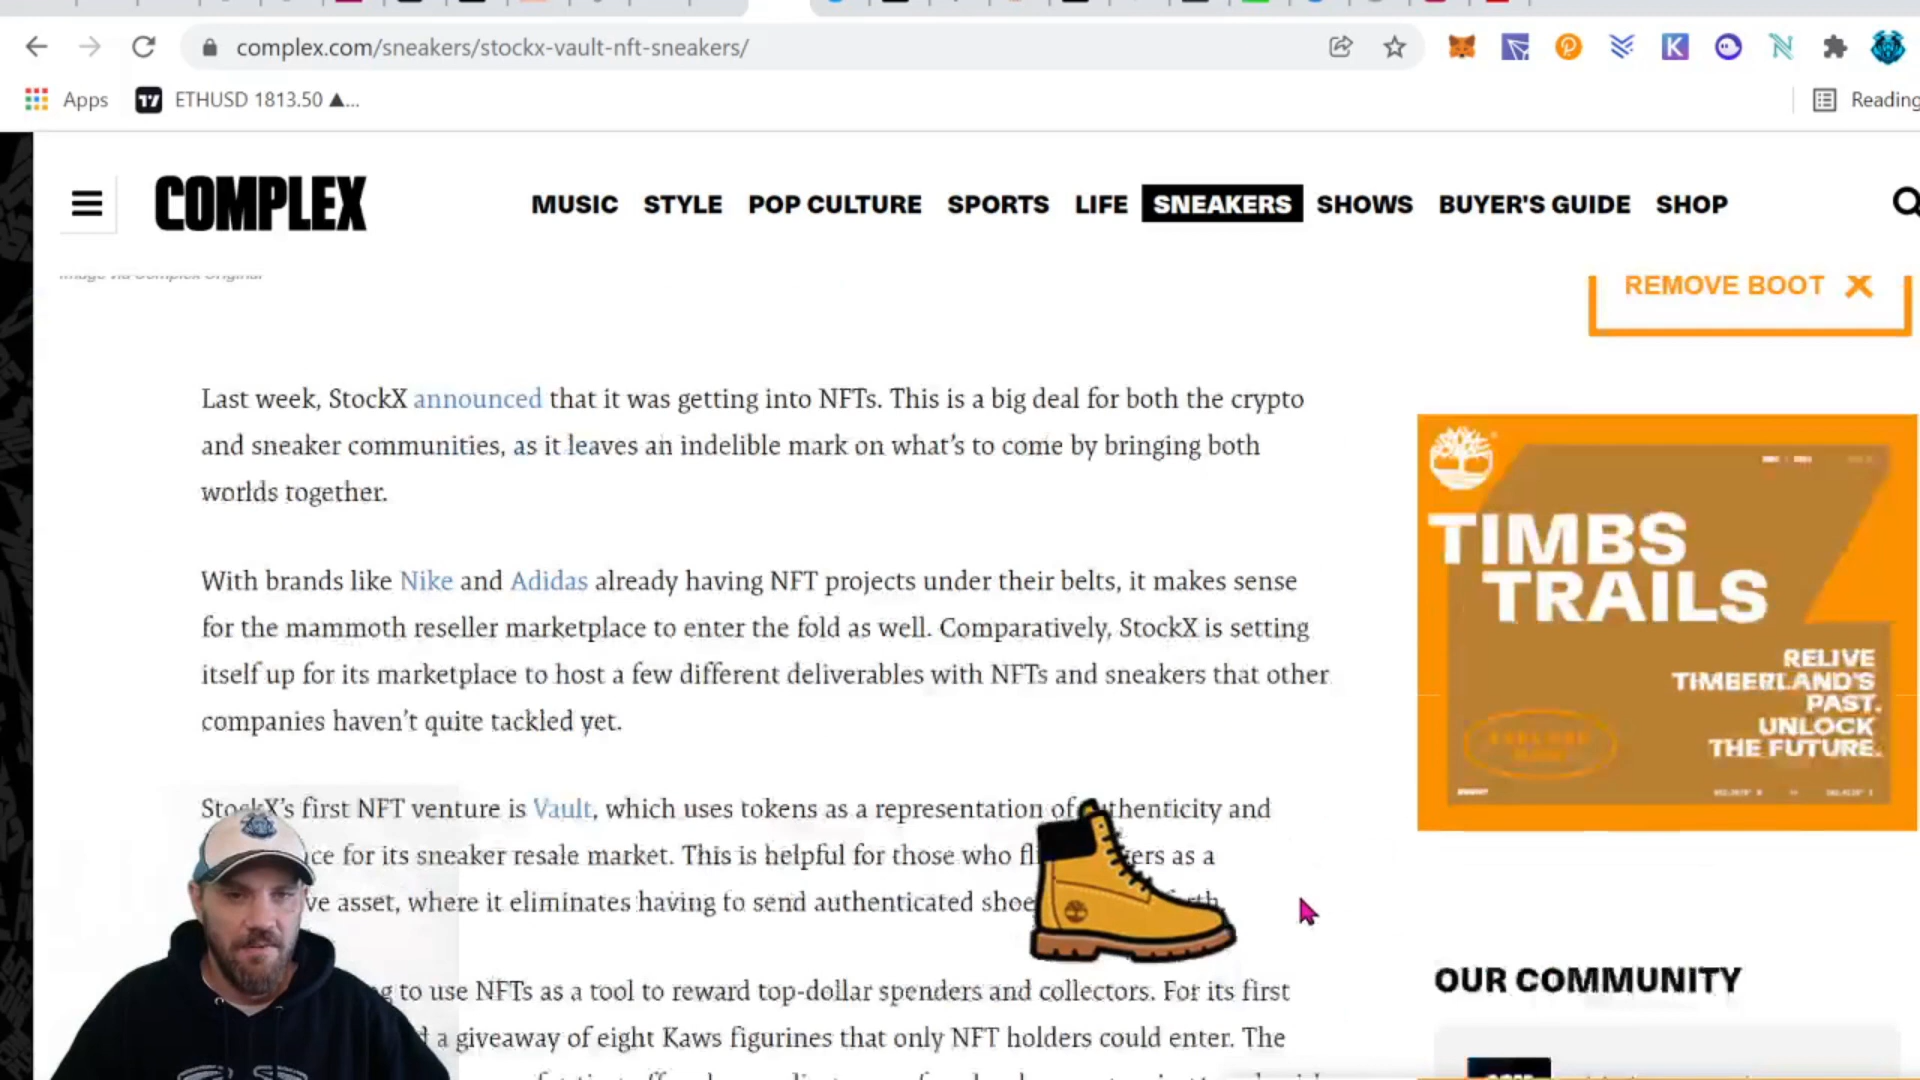 complex.com/sneakers/stockx-vault-nft-sneakers/
Apps
ETHUSD 1813.50 ▲...
Reading
COMPLEX
MUSIC STYLE POP CULTURE SPORTS LIFE SNEAKERS SHOWS BUYER'S GUIDE SHOP
Image via Complex Original
REMOVE BOOT X
Last week, StockX announced that it was getting into NFTs. This is a big deal for both the crypto
and sneaker communities, as it leaves an indelible mark on what's to come by bringing both
worlds together.
With brands like Nike and Adidas already having NFT projects under their belts, it makes sense
for the mammoth reseller marketplace to enter the fold as well. Comparatively, StockX is setting
itself up for its marketplace to host a few different deliverables with NFTs and sneakers that other
companies haven't quite tackled yet.
StockX's first NFT venture is Vault, which uses tokens as a representation of authenticity and
ce for its sneaker resale market. This is helpful for those who fl ers as a
ve asset, where it eliminates having to send authenticated shoe rth
g to use NFTs as a tool to reward top-dollar spenders and collectors. For its first
d a giveaway of eight Kaws figurines that only NFT holders could enter. The
TIMBS
TRAILS
RELIVE
TIMBERLAND'S
PAST.
UNLOCK
THE FUTURE.
OUR COMMUNITY